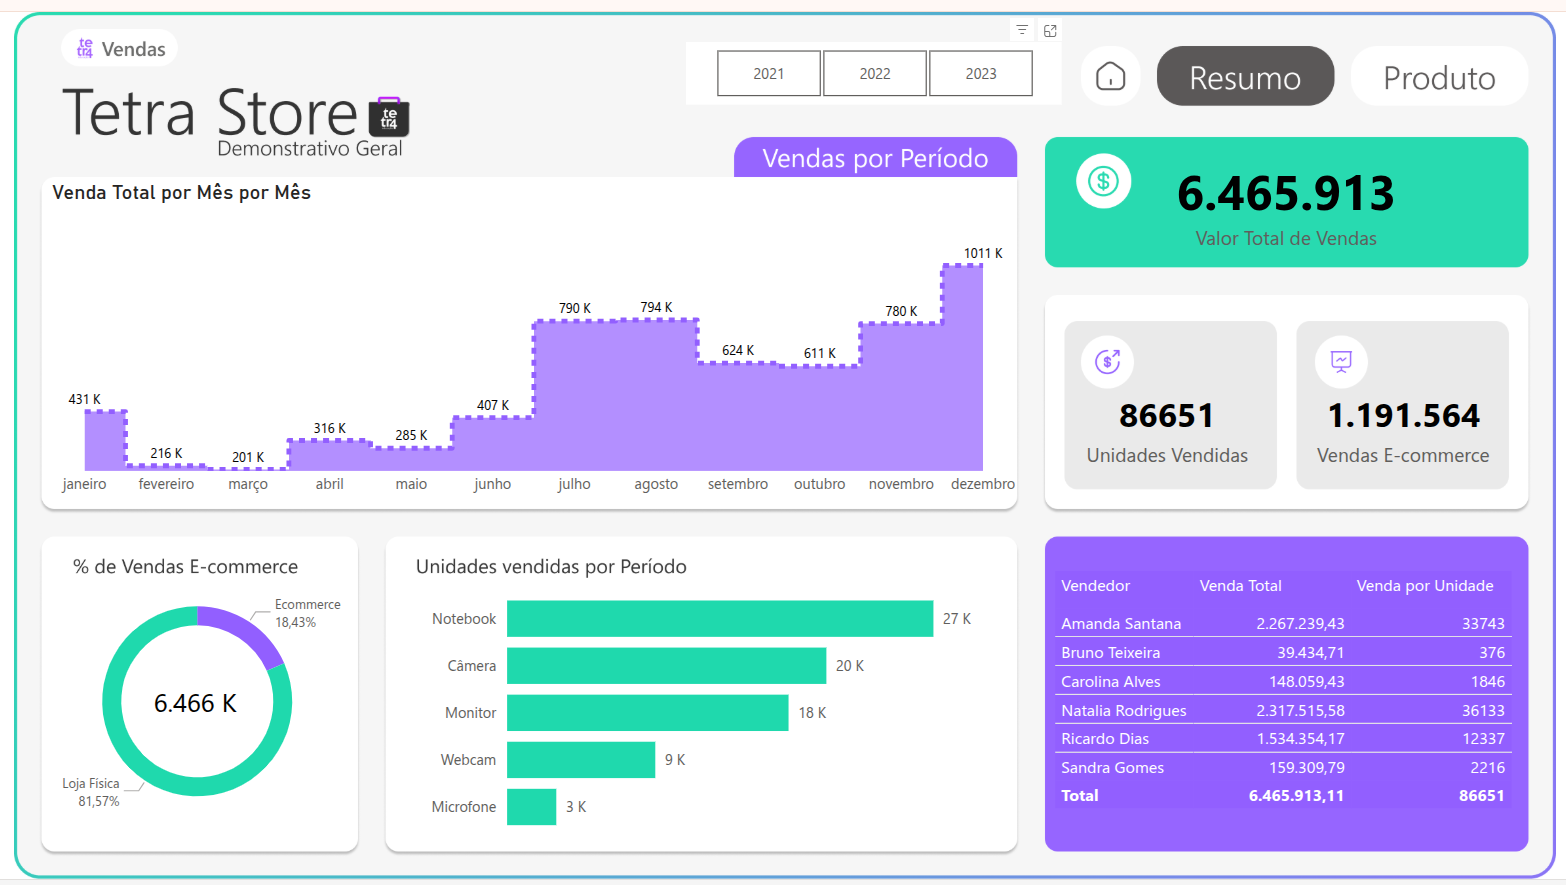 Vendas
2021
2022
2023
Resumo
Produto
Tetra Store
Demonstrativo Geral
Vendas por Período
Venda Total por Mês por Mês
431 K
216 K
201 K
316 K
285 K
407 K
790 K
794 K
624 K
611 K
780 K
1011 K
janeiro
fevereiro
março
abril
maio
junho
julho
agosto
setembro
outubro
novembro
dezembro
6.465.913
Valor Total de Vendas
86651
Unidades Vendidas
1.191.564
Vendas E-commerce
% de Vendas E-commerce
Ecommerce
18,43%
6.466 K
Loja Física
81,57%
Unidades vendidas por Período
Notebook 27 K
Câmera 20 K
Monitor 18 K
Webcam 9 K
Microfone 3 K
Vendedor Venda Total Venda por Unidade
Amanda Santana 2.267.239,43 33743
Bruno Teixeira 39.434,71 376
Carolina Alves 148.059,43 1846
Natalia Rodrigues 2.317.515,58 36133
Ricardo Dias 1.534.354,17 12337
Sandra Gomes 159.309,79 2216
Total 6.465.913,11 86651